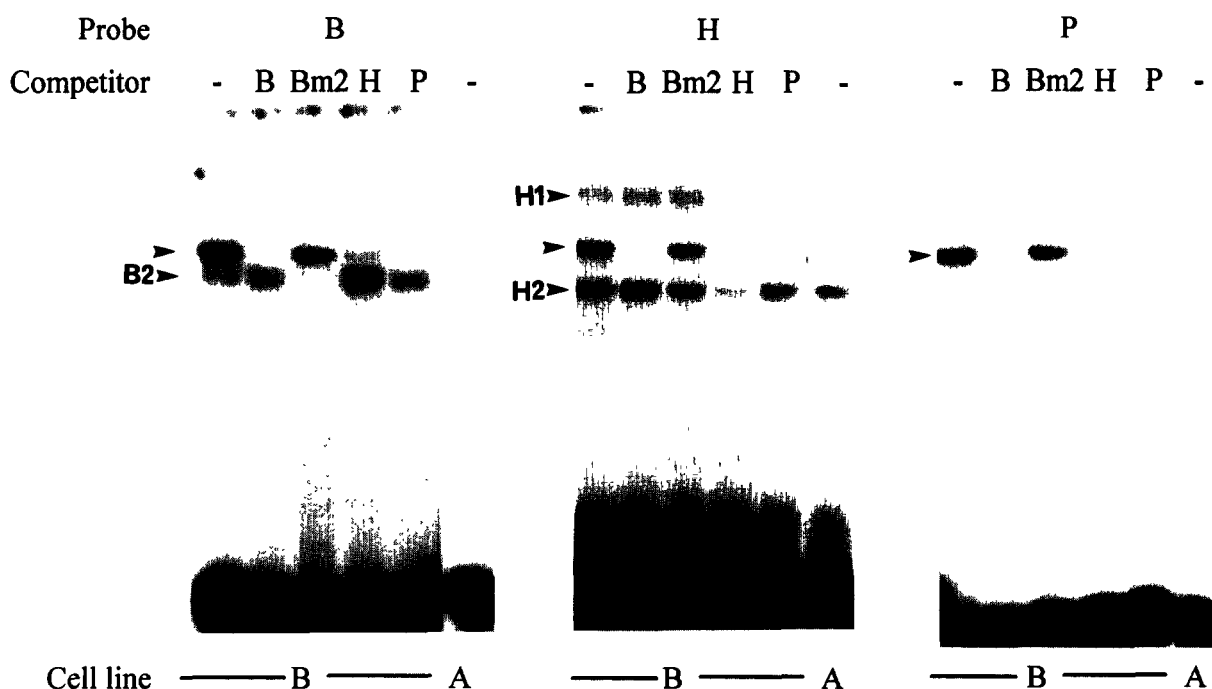 Probe B H P
Competitor - B Bm2 H P - - B Bm2 H P - - B Bm2 H P -
H1
B2
H2
Cell line B A B A B A